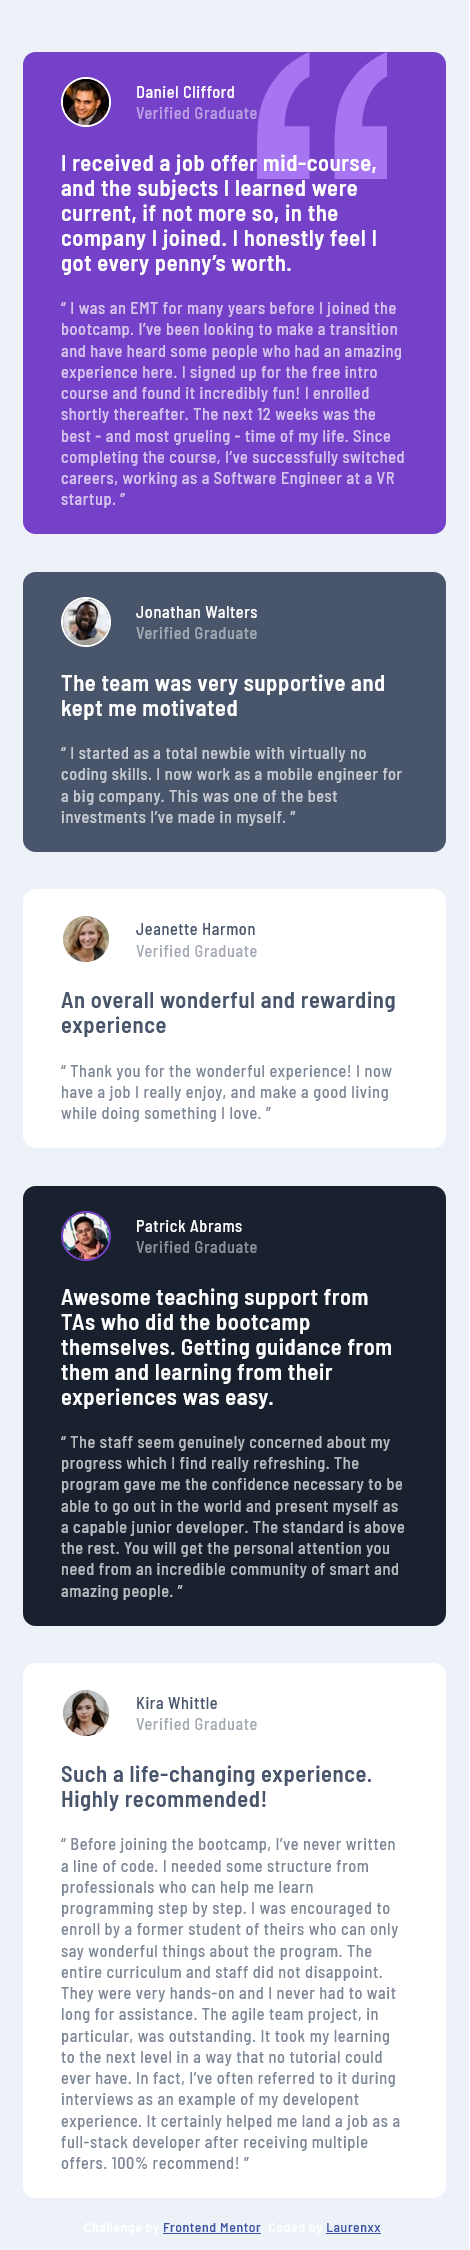 Daniel Clifford
Verified Graduate
I received a job offer mid-course,
and the subjects I learned were
current, if not more so, in the
company I joined. I honestly feel I
got every penny’s worth.
“ I was an EMT for many years before I joined the
bootcamp. I’ve been looking to make a transition
and have heard some people who had an amazing
experience here. I signed up for the free intro
course and found it incredibly fun! I enrolled
shortly thereafter. The next 12 weeks was the
best - and most grueling - time of my life. Since
completing the course, I’ve successfully switched
careers, working as a Software Engineer at a VR
startup. ”
Jonathan Walters
Verified Graduate
The team was very supportive and
kept me motivated
“ I started as a total newbie with virtually no
coding skills. I now work as a mobile engineer for
a big company. This was one of the best
investments I’ve made in myself. ”
Jeanette Harmon
Verified Graduate
An overall wonderful and rewarding
experience
“ Thank you for the wonderful experience! I now
have a job I really enjoy, and make a good living
while doing something I love. ”
Patrick Abrams
Verified Graduate
Awesome teaching support from
TAs who did the bootcamp
themselves. Getting guidance from
them and learning from their
experiences was easy.
“ The staff seem genuinely concerned about my
progress which I find really refreshing. The
program gave me the confidence necessary to be
able to go out in the world and present myself as
a capable junior developer. The standard is above
the rest. You will get the personal attention you
need from an incredible community of smart and
amazing people. ”
Kira Whittle
Verified Graduate
Such a life-changing experience.
Highly recommended!
“ Before joining the bootcamp, I’ve never written
a line of code. I needed some structure from
professionals who can help me learn
programming step by step. I was encouraged to
enroll by a former student of theirs who can only
say wonderful things about the program. The
entire curriculum and staff did not disappoint.
They were very hands-on and I never had to wait
long for assistance. The agile team project, in
particular, was outstanding. It took my learning
to the next level in a way that no tutorial could
ever have. In fact, I’ve often referred to it during
interviews as an example of my developent
experience. It certainly helped me land a job as a
full-stack developer after receiving multiple
offers. 100% recommend! ”
Challenge by Frontend Mentor. Coded by Laurenxx